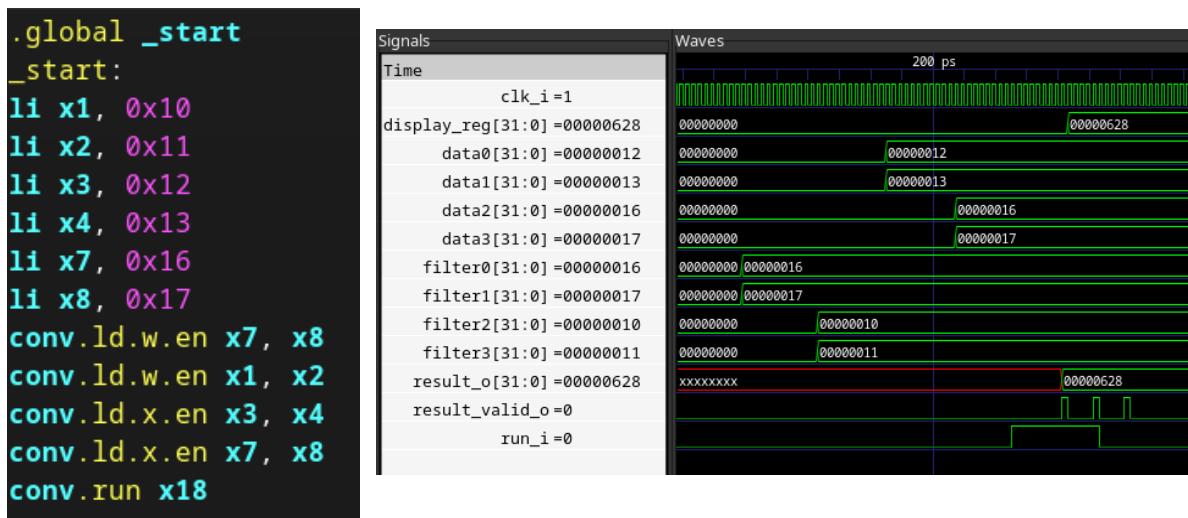 .global _start
_start:
li x1, 0x10
li x2, 0x11
li x3, 0x12
li x4, 0x13
li x7, 0x16
li x8, 0x17
conv.ld.w.en x7, x8
conv.ld.w.en x1, x2
conv.ld.x.en x3, x4
conv.ld.x.en x7, x8
conv.run x18
Signals Waves
Time 200 ps
clk_i=1
display_reg[31:0]=00000628 00000000 00000628
data0[31:0]=00000012 00000000 00000012
data1[31:0]=00000013 00000000 00000013
data2[31:0]=00000016 00000000 00000016
data3[31:0]=00000017 00000000 00000017
filter0[31:0]=00000016 00000000 00000016
filter1[31:0]=00000017 00000000 00000017
filter2[31:0]=00000010 00000000 00000010
filter3[31:0]=00000011 00000000 00000011
result_o[31:0]=00000628 xxxxxxxx 00000628
result_valid_o=0
run_i=0